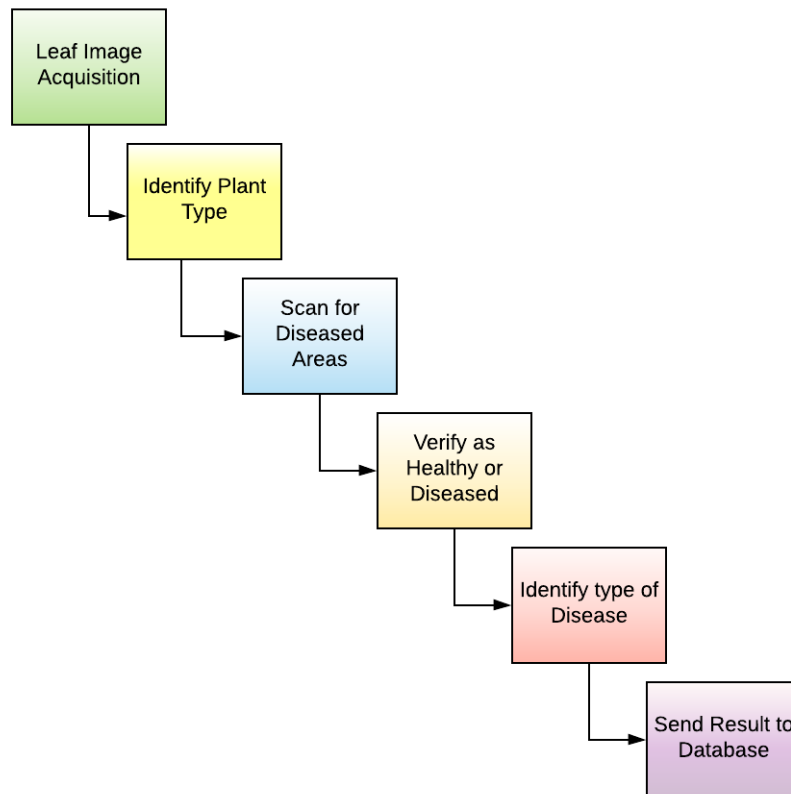 Leaf Image
Acquisition
Identify Plant
Type
Scan for
Diseased
Areas
Verify as
Healthy or
Diseased
Identify type of
Disease
Send Result to
Database